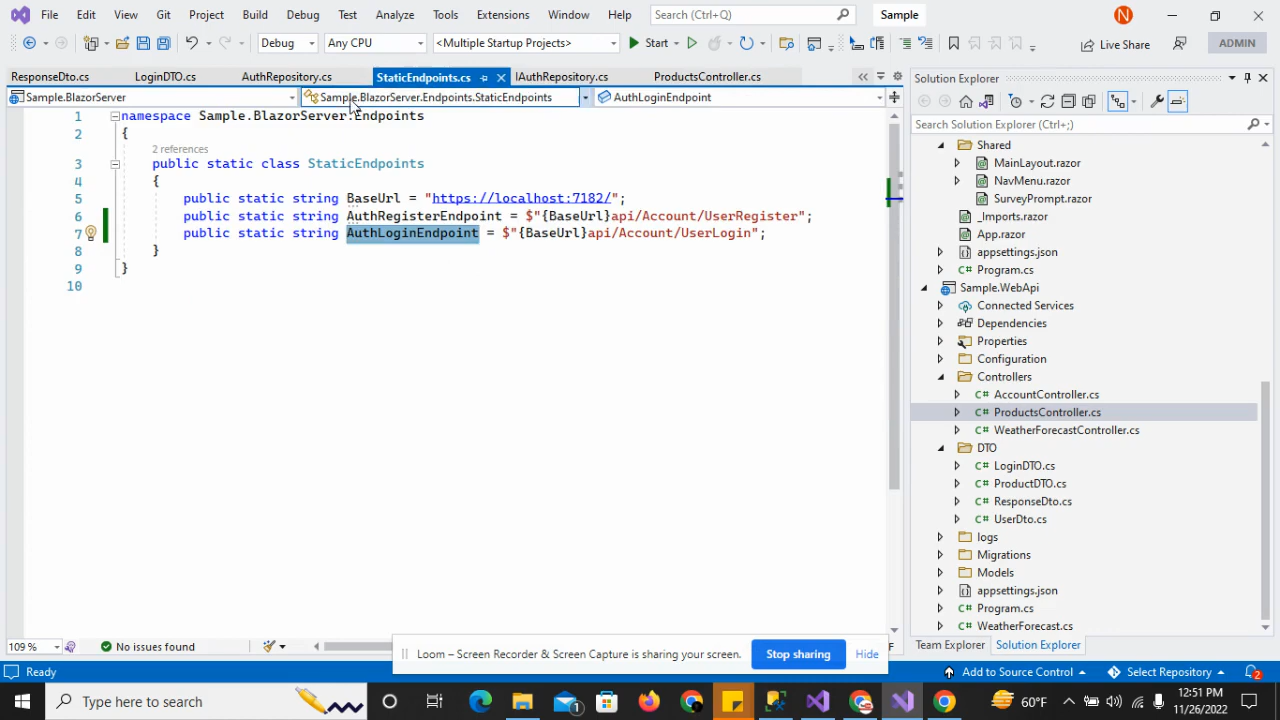 File Edit View Git Project Build Debug Test Analyze Tools Extensions Window Help Search (Ctrl+Q) Sample N
Debug Any CPU <Multiple Startup Projects> Start Live Share ADMIN
ResponseDto.cs LoginDTO.cs AuthRepository.cs StaticEndpoints.cs IAuthRepository.cs ProductsController.cs
Sample.BlazorServer Sample.BlazorServer.Endpoints.StaticEndpoints AuthLoginEndpoint
1 namespace Sample.BlazorServer.Endpoints
2 {
2 references
3 public static class StaticEndpoints
4 {
5 public static string BaseUrl = "https://localhost:7182/";
6 public static string AuthRegisterEndpoint = $"{BaseUrl}api/Account/UserRegister";
7 public static string AuthLoginEndpoint = $"{BaseUrl}api/Account/UserLogin";
8 }
9 }
10
Solution Explorer
Search Solution Explorer (Ctrl+;)
Shared
MainLayout.razor
NavMenu.razor
SurveyPrompt.razor
_Imports.razor
App.razor
appsettings.json
C# Program.cs
Sample.WebApi
Connected Services
Dependencies
Properties
Configuration
Controllers
C# AccountController.cs
C# ProductsController.cs
C# WeatherForecastController.cs
DTO
C# LoginDTO.cs
C# ProductDTO.cs
C# ResponseDto.cs
C# UserDto.cs
logs
Migrations
Models
appsettings.json
C# Program.cs
C# WeatherForecast.cs
Team Explorer Solution Explorer
109 % No issues found
Loom – Screen Recorder & Screen Capture is sharing your screen. Stop sharing Hide
Ready Add to Source Control Select Repository 2
Type here to search 1 60°F 12:51 PM
11/26/2022 2